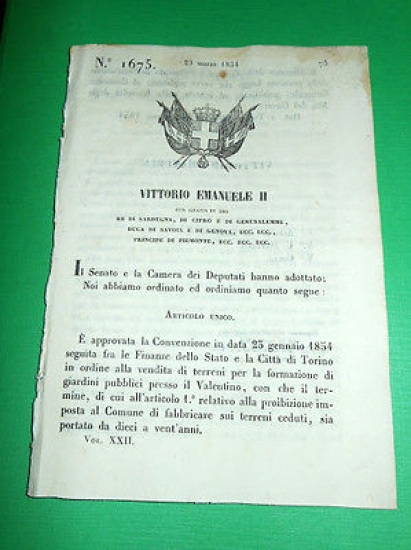 N.° 1675.
23 marzo 1854
75
VITTORIO EMANUELE II
PER GRAZIA DI DIO
RE DI SARDEGNA, DI CIPRO E DI GERUSALEMME,
DUCA DI SAVOIA E DI GENOVA, ECC. ECC.,
PRINCIPE DI PIEMONTE, ECC. ECC. ECC.
Il Senato e la Camera dei Deputati hanno adottato;
Noi abbiamo ordinato ed ordiniamo quanto segue:
ARTICOLO UNICO.
È approvata la Convenzione in data 25 gennaio 1854
seguita fra le Finanze dello Stato e la Città di Torino
in ordine alla vendita di terreni per la formazione di
giardini pubblici presso il Valentino, con che il ter-
mine, di cui all'articolo 1.° relativo alla proibizione im-
posta al Comune di fabbricare sui terreni ceduti, sia
portato da dieci a vent'anni.
VOL. XXII.